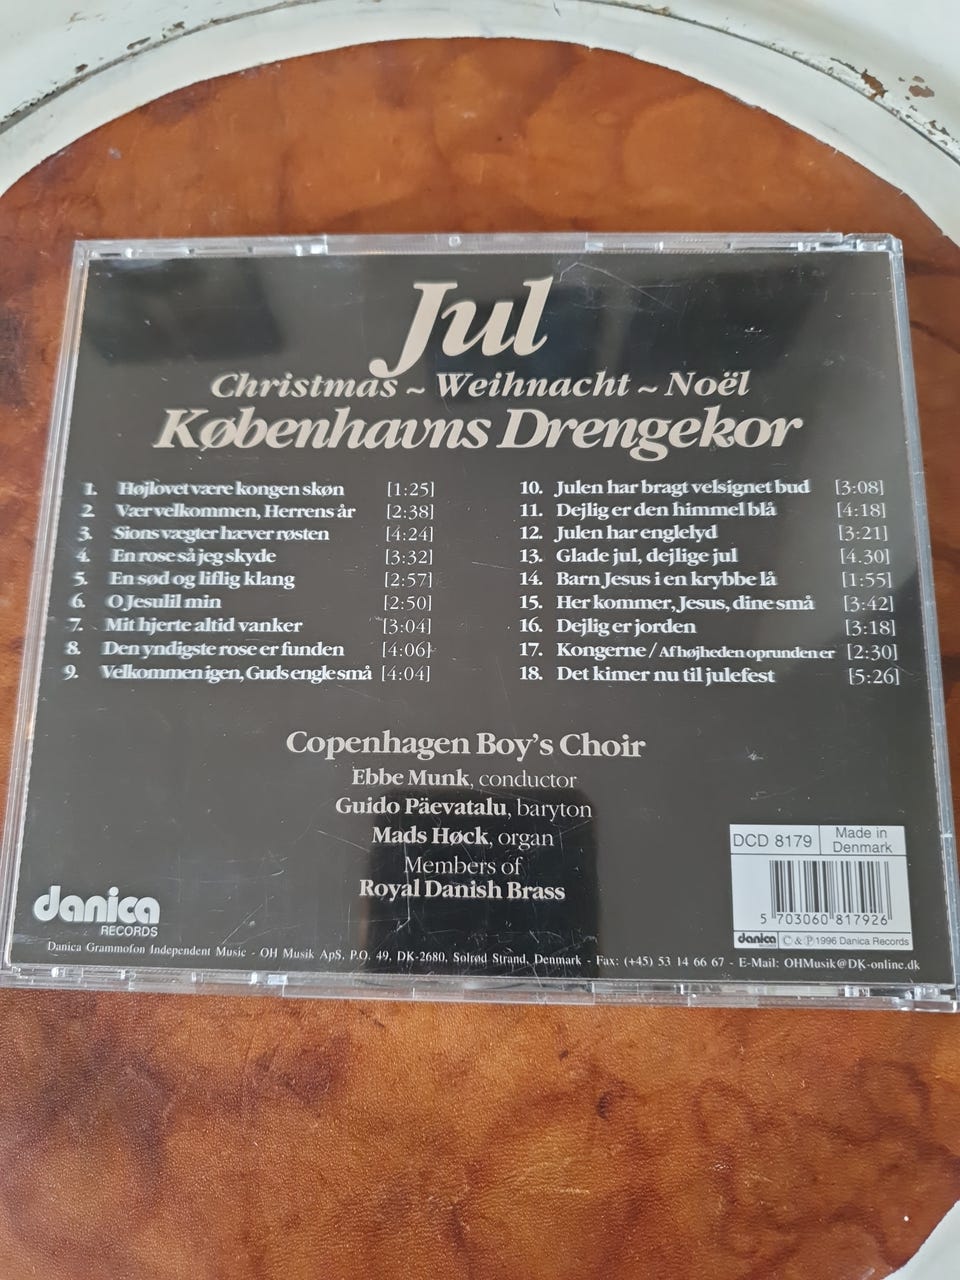 Jul
Christmas ~ Weihnacht ~ Noël
Københavns Drengekor
1. Højlovet være kongen skøn [1:25]
2. Vær velkommen, Herrens år [2:38]
3. Sions vægter hæver røsten [4:24]
4. En rose så jeg skyde [3:32]
5. En sød og liflig klang [2:57]
6. O Jesulil min [2:50]
7. Mit hjerte altid vanker [3:04]
8. Den yndigste rose er funden [4:06]
9. Velkommen igen, Guds engle små [4:04]
10. Julen har bragt velsignet bud [3:08]
11. Dejlig er den himmel blå [4:18]
12. Julen har englelyd [3:21]
13. Glade jul, dejlige jul [4.30]
14. Barn Jesus i en krybbe lå [1:55]
15. Her kommer, Jesus, dine små [3:42]
16. Dejlig er jorden [3:18]
17. Kongerne / Af højheden oprunden er [2:30]
18. Det kimer nu til julefest [5:26]
Copenhagen Boy's Choir
Ebbe Munk, conductor
Guido Päevatalu, baryton
Mads Høck, organ
Members of
Royal Danish Brass
DCD 8179 Made in Denmark
5 703060 817926
danica © & ℗ 1996 Danica Records
danica
RECORDS
Danica Grammofon Independent Music - OH Musik ApS, P.O. 49, DK-2680, Solrød Strand, Denmark - Fax: (+45) 53 14 66 67 - E-Mail: OHMusik@DK-online.dk